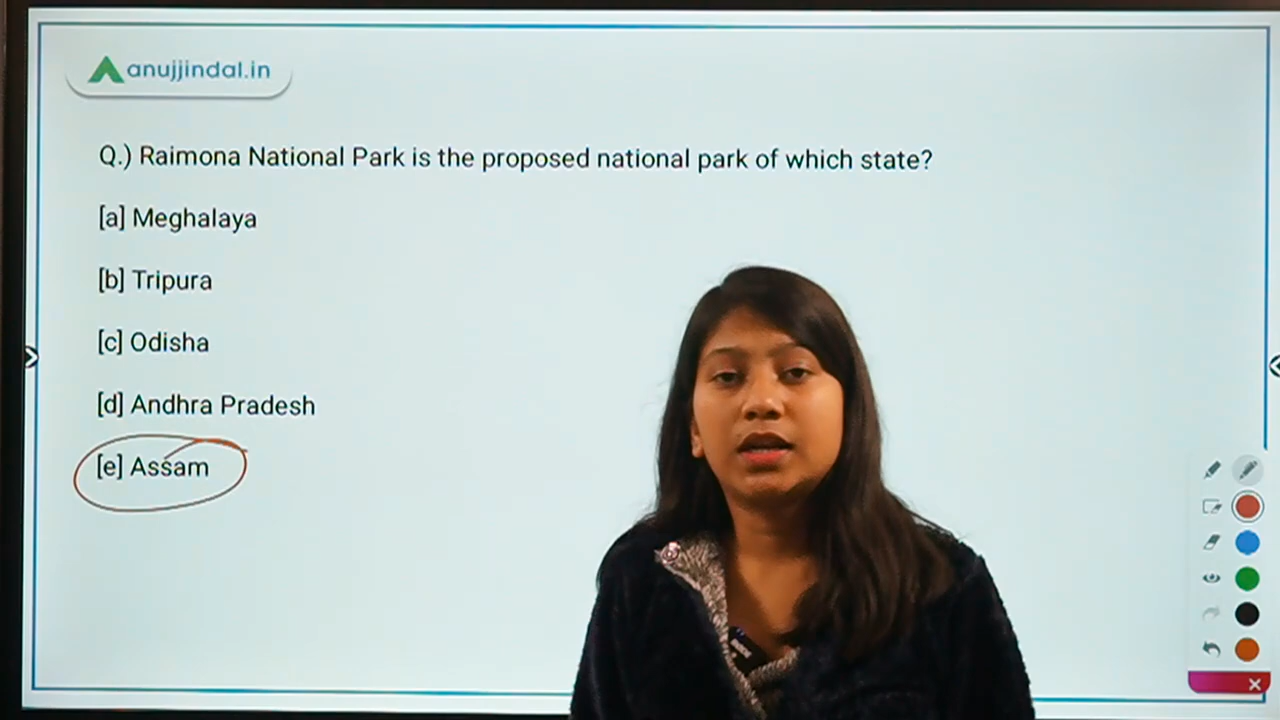 anujjindal.in
Q.) Raimona National Park is the proposed national park of which state?
[a] Meghalaya
[b] Tripura
[c] Odisha
[d] Andhra Pradesh
[e] Assam